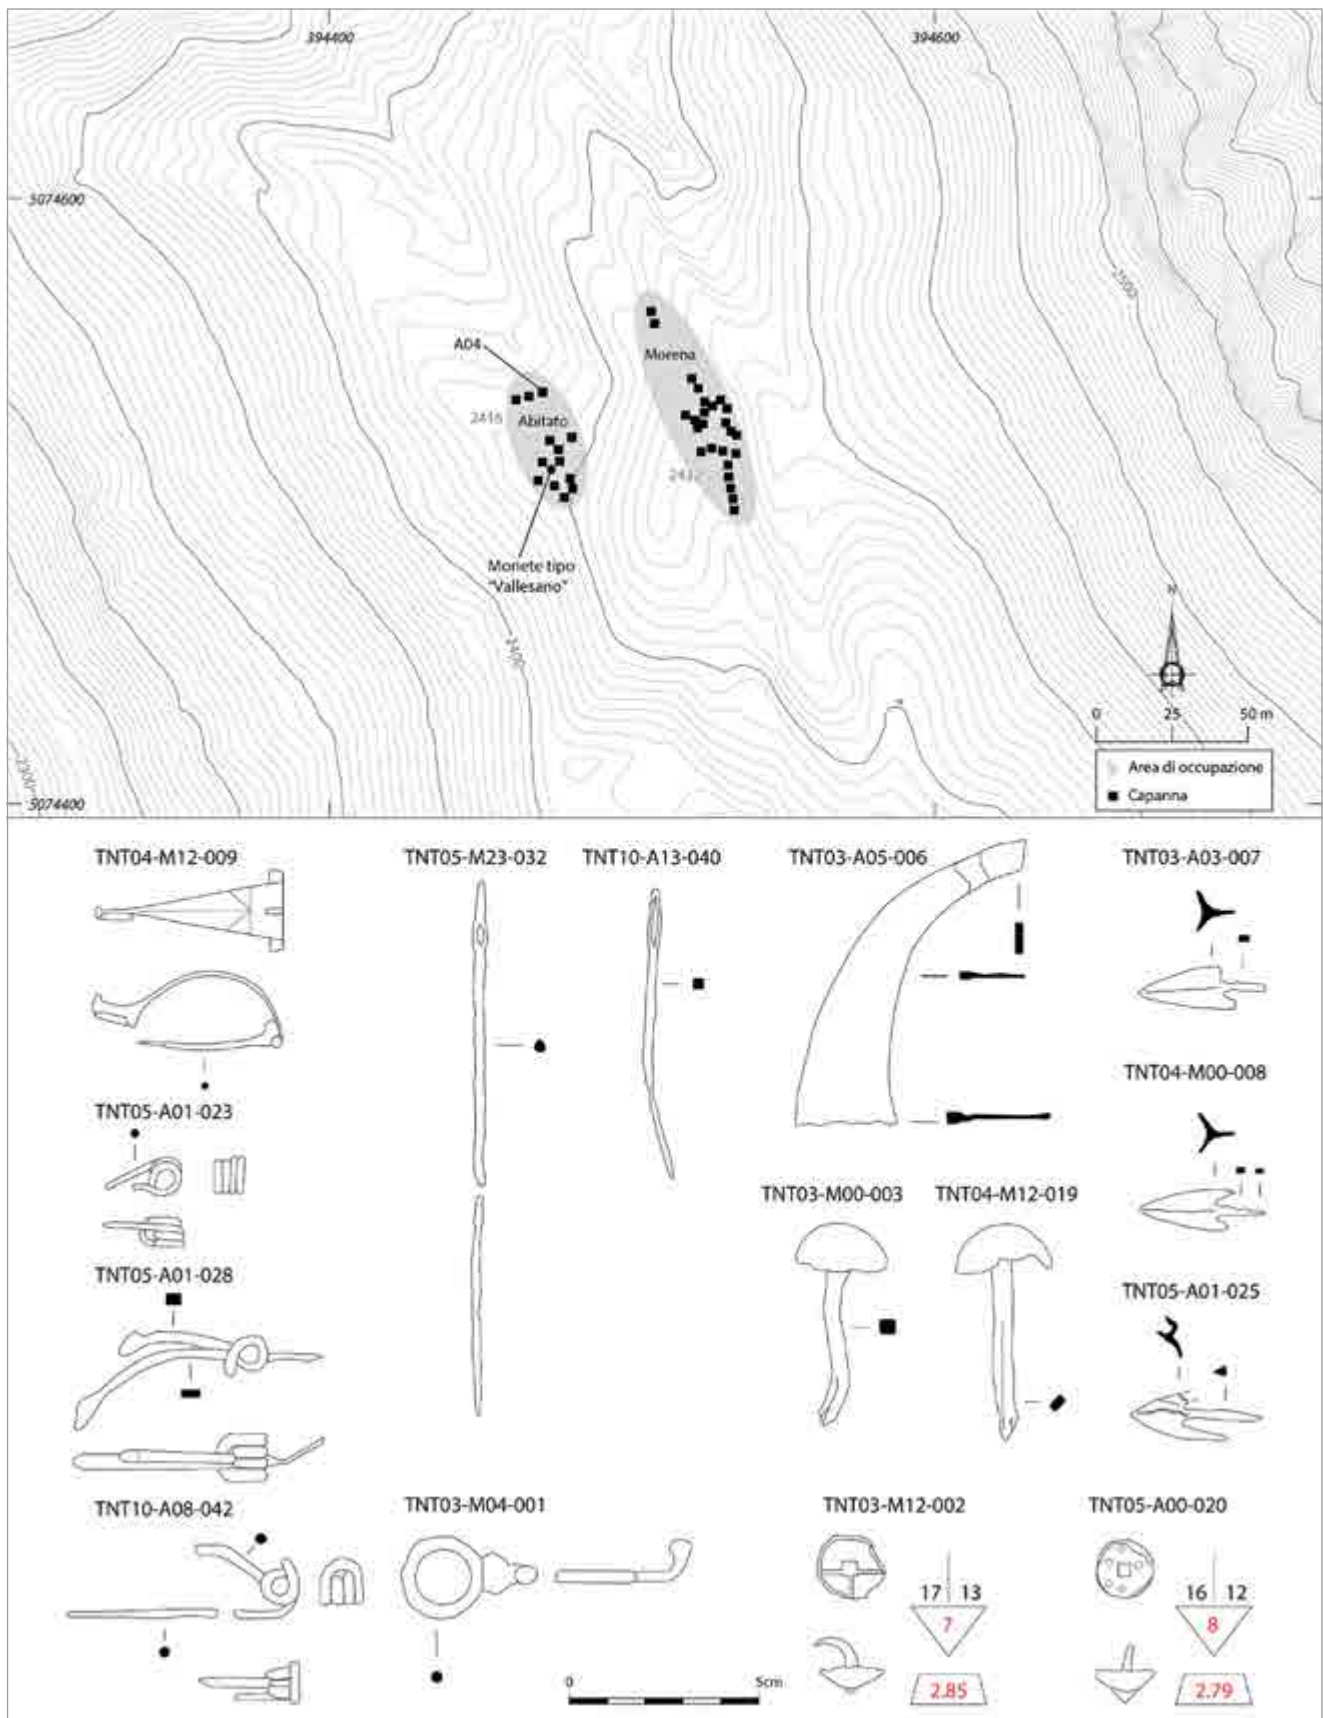 394400
394600
5074600
2500
A04
Morena
2416
Abitato
Monete tipo
"Vallesano"
2400
N
0 25 50 m
2300
Area di occupazione
Capanna
5074400
TNT04-M12-009
TNT05-M23-032
TNT10-A13-040
TNT03-A05-006
TNT03-A03-007
TNT04-M00-008
TNT05-A01-023
TNT03-M00-003
TNT04-M12-019
TNT05-A01-028
TNT05-A01-025
TNT10-A08-042
TNT03-M04-001
TNT03-M12-002
TNT05-A00-020
17 13
7
2.85
16 12
8
2.79
0 5cm